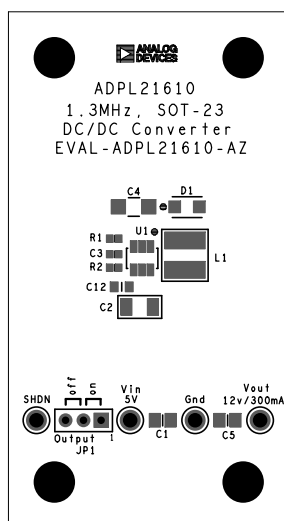 ANALOG
DEVICES
ADPL21610
1.3MHz, SOT-23
DC/DC Converter
EVAL-ADPL21610-AZ
C4 D1
U1
R1
C3
R2
L1
C12
C2
off on
SHDN Vin Gnd Vout
5V 12v/300mA
Output 1 C1 C5
JP1